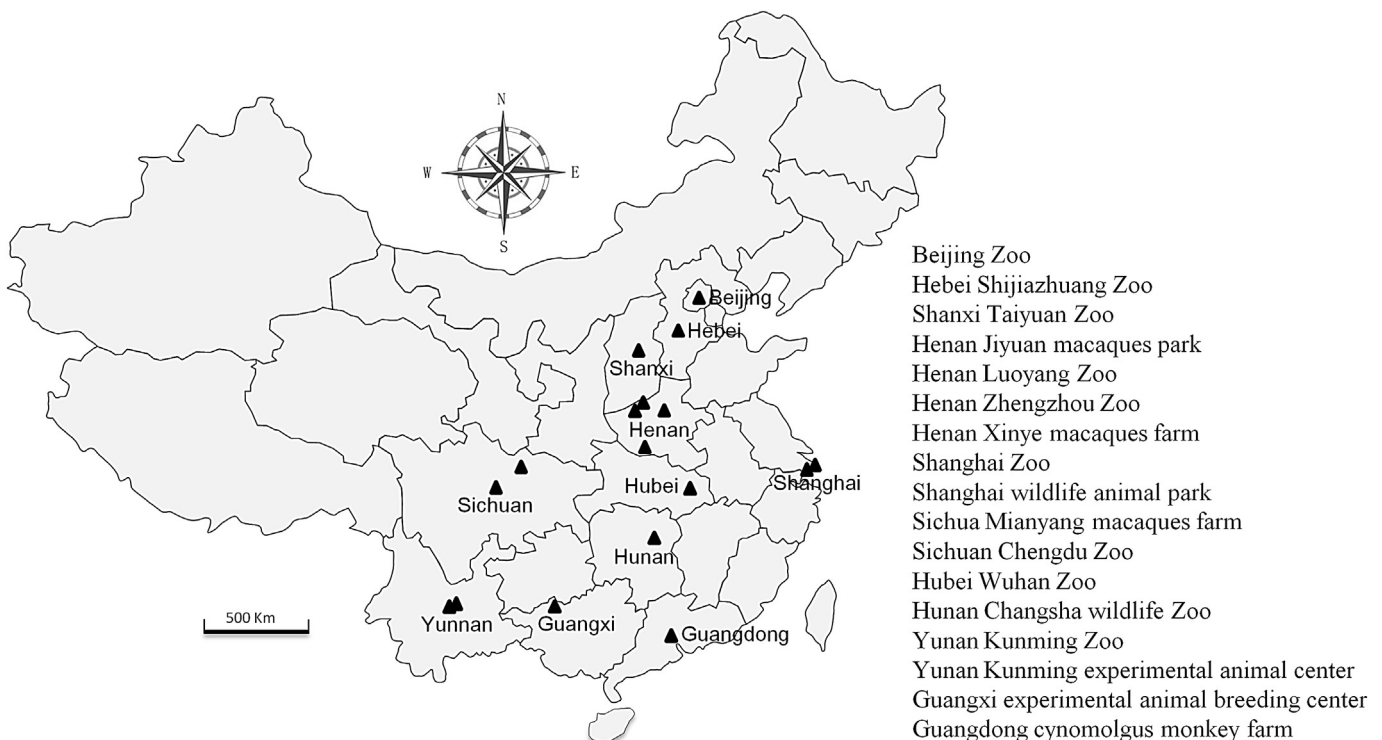 N
W
E
S
Beijing
Hebei
Shanxi
Henan
Shanghai
Hubei
Sichuan
Hunan
Yunnan
Guangxi
Guangdong
500 Km
Beijing Zoo
Hebei Shijiazhuang Zoo
Shanxi Taiyuan Zoo
Henan Jiyuan macaques park
Henan Luoyang Zoo
Henan Zhengzhou Zoo
Henan Xinye macaques farm
Shanghai Zoo
Shanghai wildlife animal park
Sichua Mianyang macaques farm
Sichuan Chengdu Zoo
Hubei Wuhan Zoo
Hunan Changsha wildlife Zoo
Yunan Kunming Zoo
Yunan Kunming experimental animal center
Guangxi experimental animal breeding center
Guangdong cynomolgus monkey farm